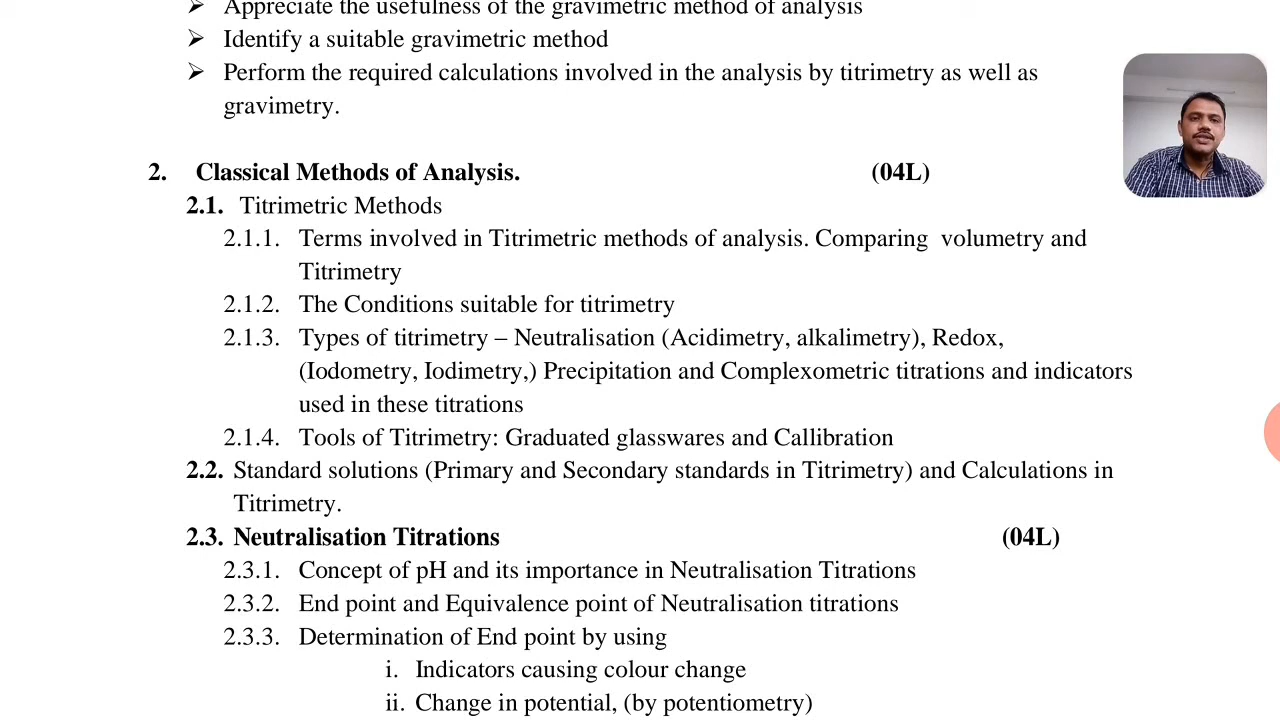 ➢ Appreciate the usefulness of the gravimetric method of analysis
➢ Identify a suitable gravimetric method
➢ Perform the required calculations involved in the analysis by titrimetry as well as
gravimetry.
2. Classical Methods of Analysis. (04L)
2.1. Titrimetric Methods
2.1.1. Terms involved in Titrimetric methods of analysis. Comparing volumetry and
Titrimetry
2.1.2. The Conditions suitable for titrimetry
2.1.3. Types of titrimetry – Neutralisation (Acidimetry, alkalimetry), Redox,
(Iodometry, Iodimetry,) Precipitation and Complexometric titrations and indicators
used in these titrations
2.1.4. Tools of Titrimetry: Graduated glasswares and Callibration
2.2. Standard solutions (Primary and Secondary standards in Titrimetry) and Calculations in
Titrimetry.
2.3. Neutralisation Titrations (04L)
2.3.1. Concept of pH and its importance in Neutralisation Titrations
2.3.2. End point and Equivalence point of Neutralisation titrations
2.3.3. Determination of End point by using
i. Indicators causing colour change
ii. Change in potential, (by potentiometry)